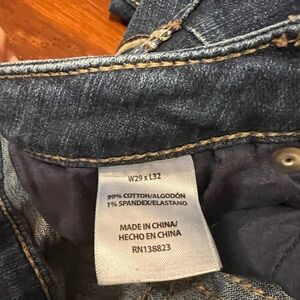 W29 x L32
99% COTTON/ALGODÓN
1% SPANDEX/ELASTANO
MADE IN CHINA/
HECHO EN CHINA
RN138823